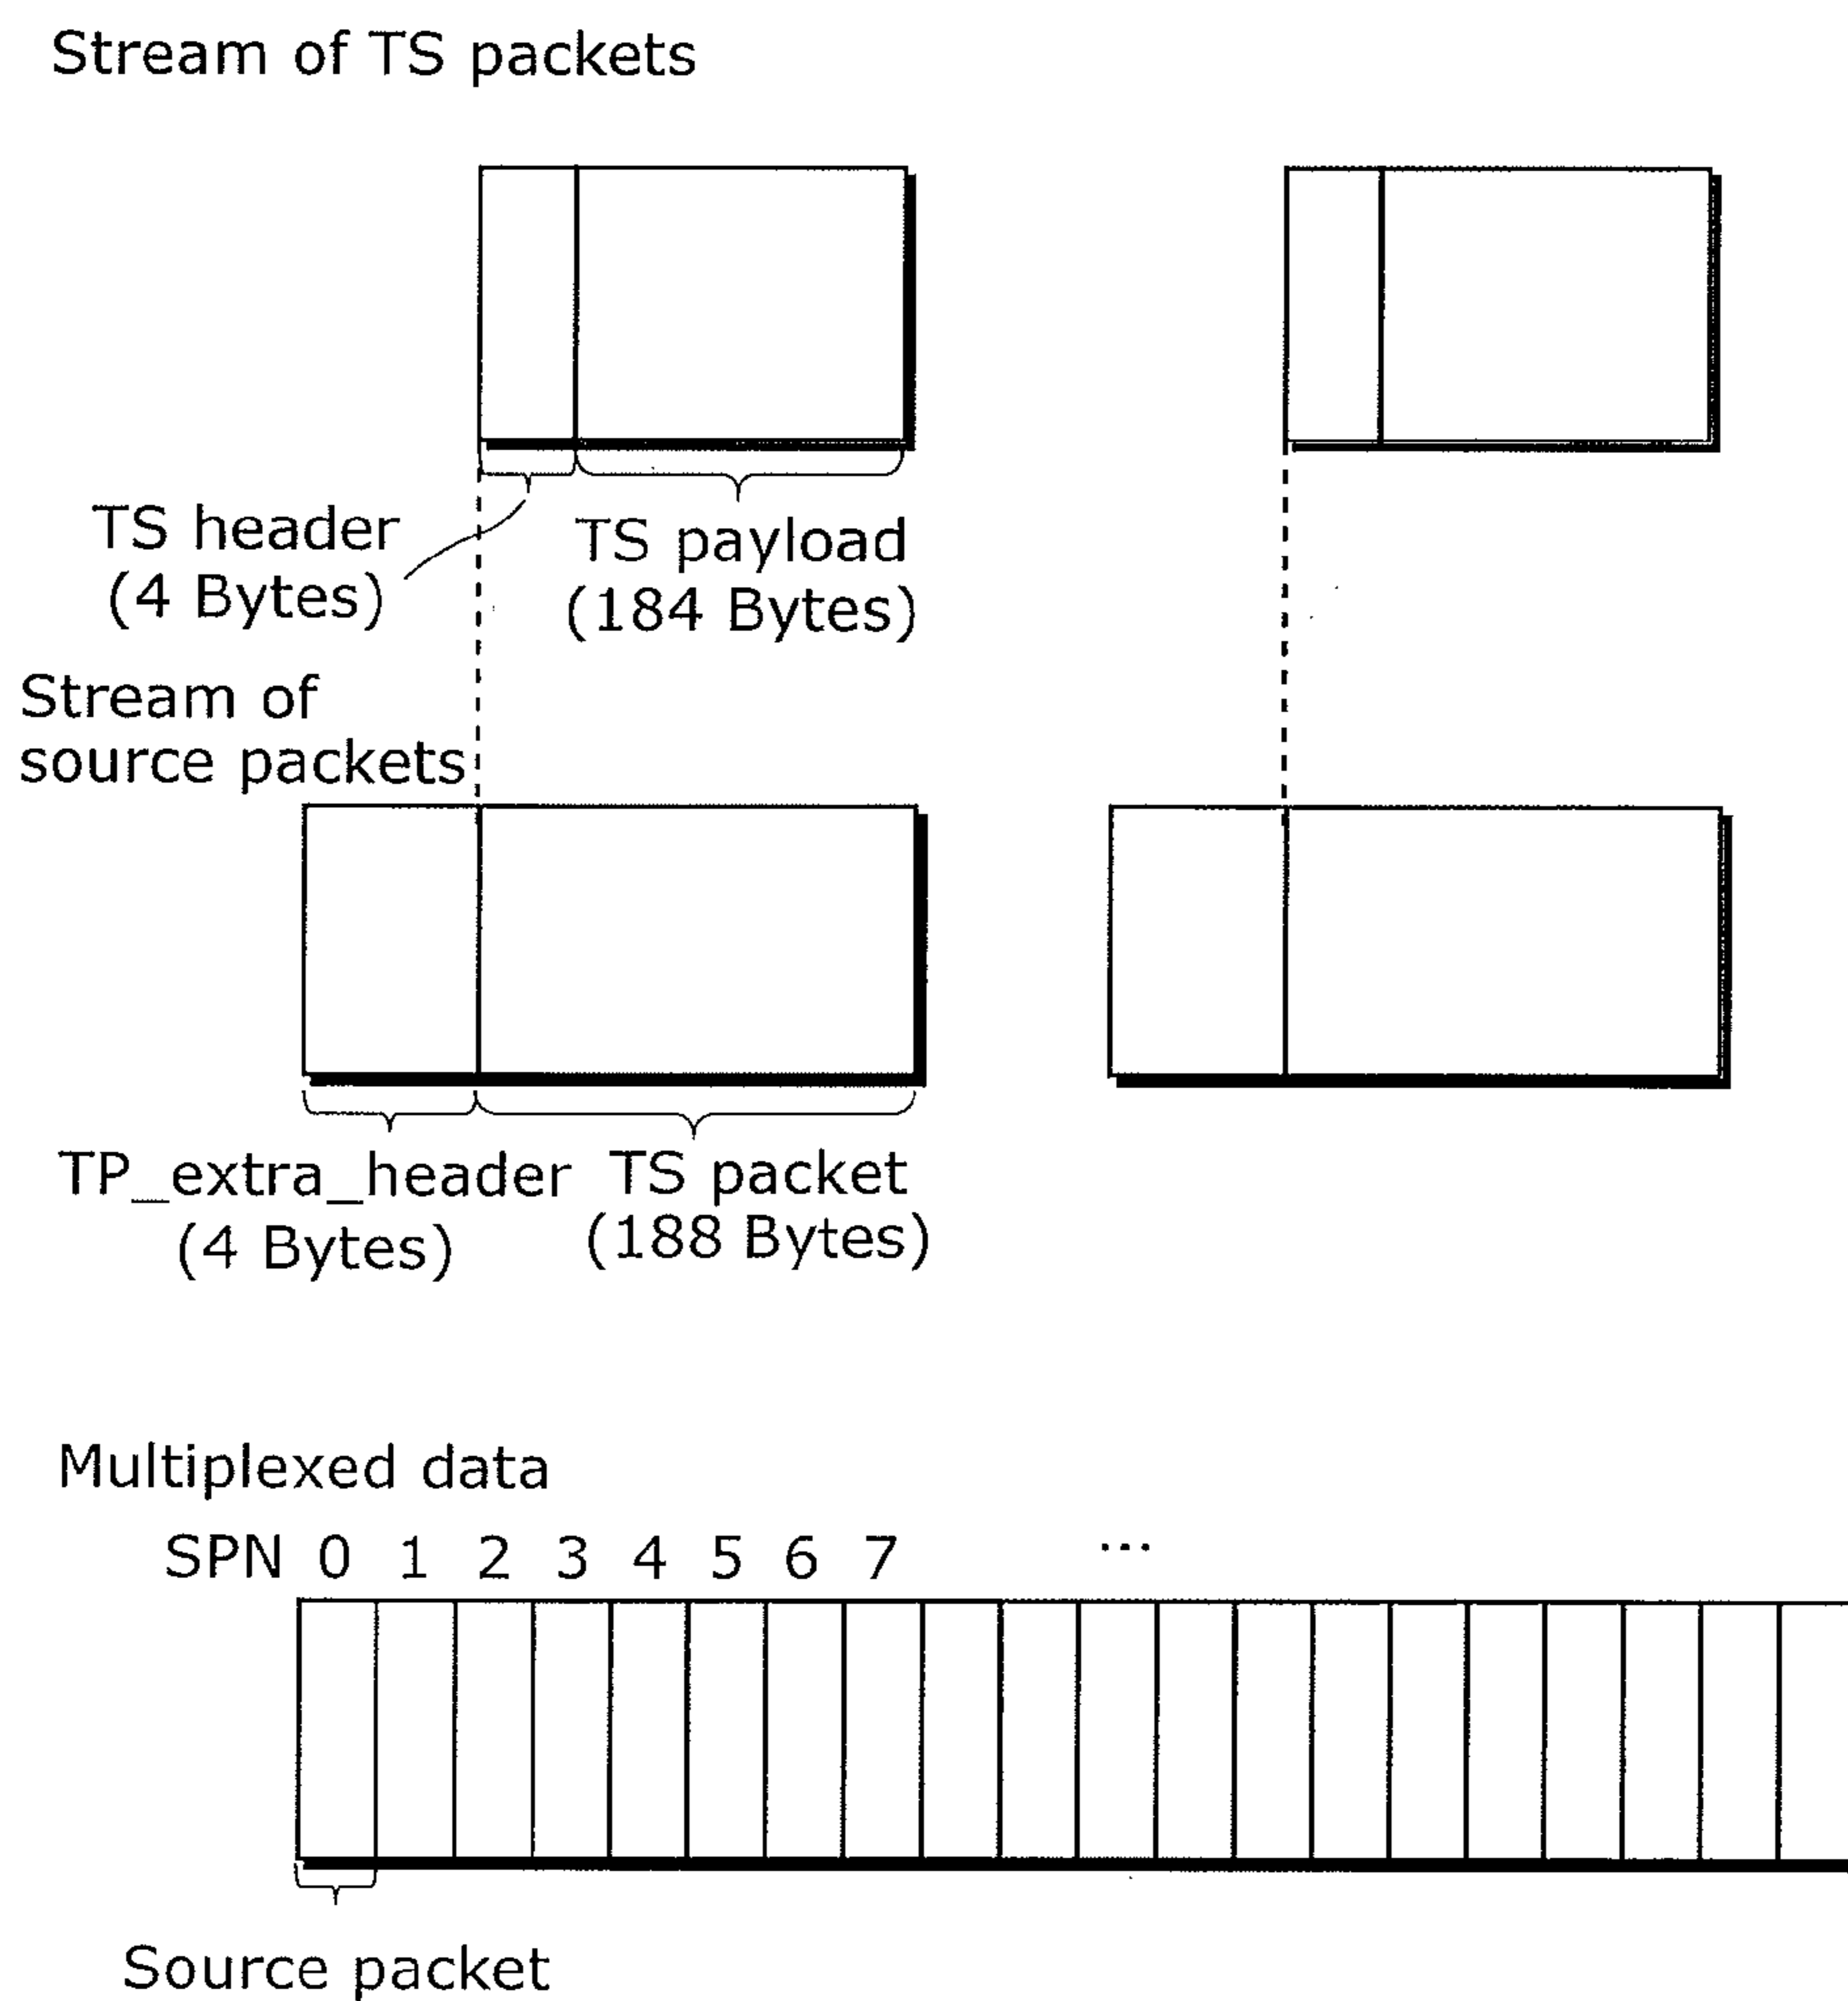 Stream of TS packets
TS header
(4 Bytes)
TS payload
(184 Bytes)
Stream of
source packets
TP_extra_header
(4 Bytes)
TS packet
(188 Bytes)
Multiplexed data
SPN 0 1 2 3 4 5 6 7 ...
Source packet